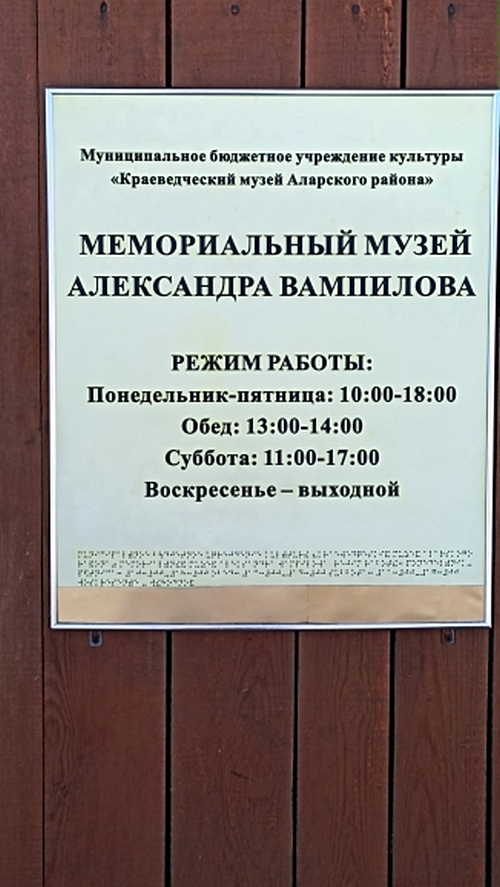 Муниципальное бюджетное учреждение культуры
«Краеведческий музей Аларского района»
МЕМОРИАЛЬНЫЙ МУЗЕЙ
АЛЕКСАНДРА ВАМПИЛОВА
РЕЖИМ РАБОТЫ:
Понедельник-пятница: 10:00-18:00
Обед: 13:00-14:00
Суббота: 11:00-17:00
Воскресенье – выходной